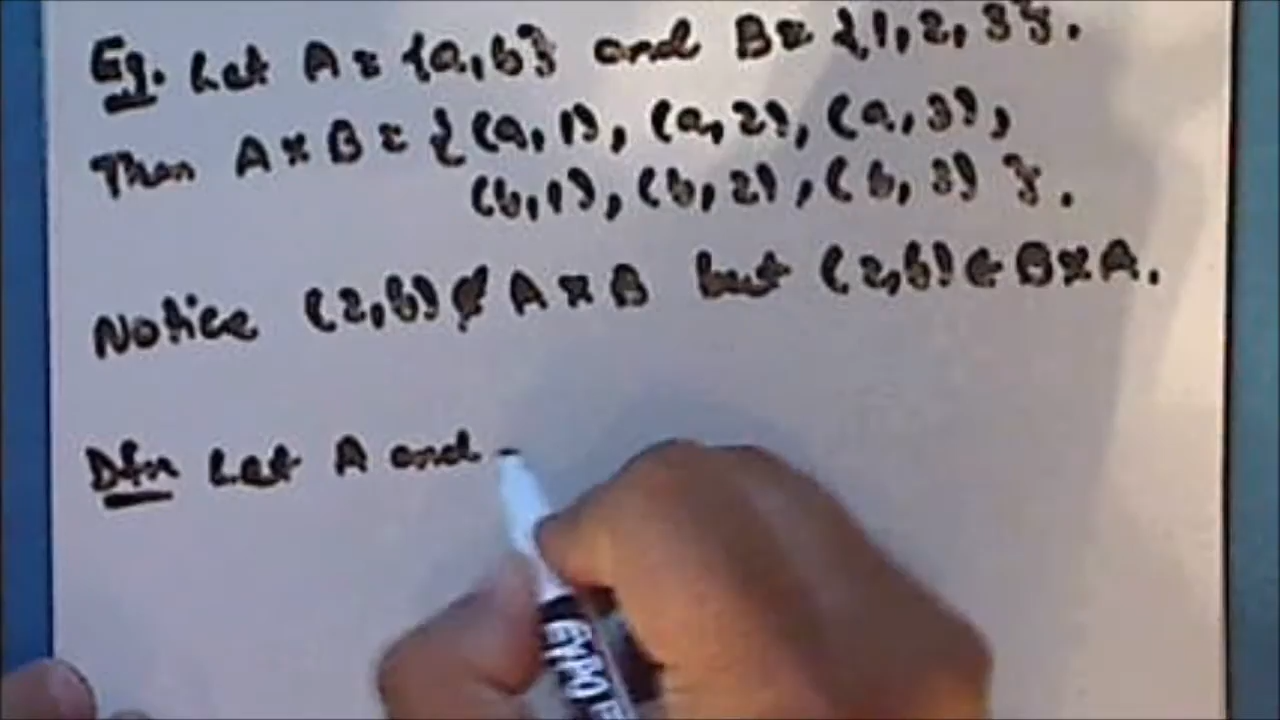 Eg. Let A = {a,b} and B = {1,2,3}.
Then A × B = {(a,1), (a,2), (a,3),
(b,1), (b,2), (b,3) }.
Notice (2,b) ∉ A × B but (2,b) ∈ B × A.
Dfn Let A and
EXPO